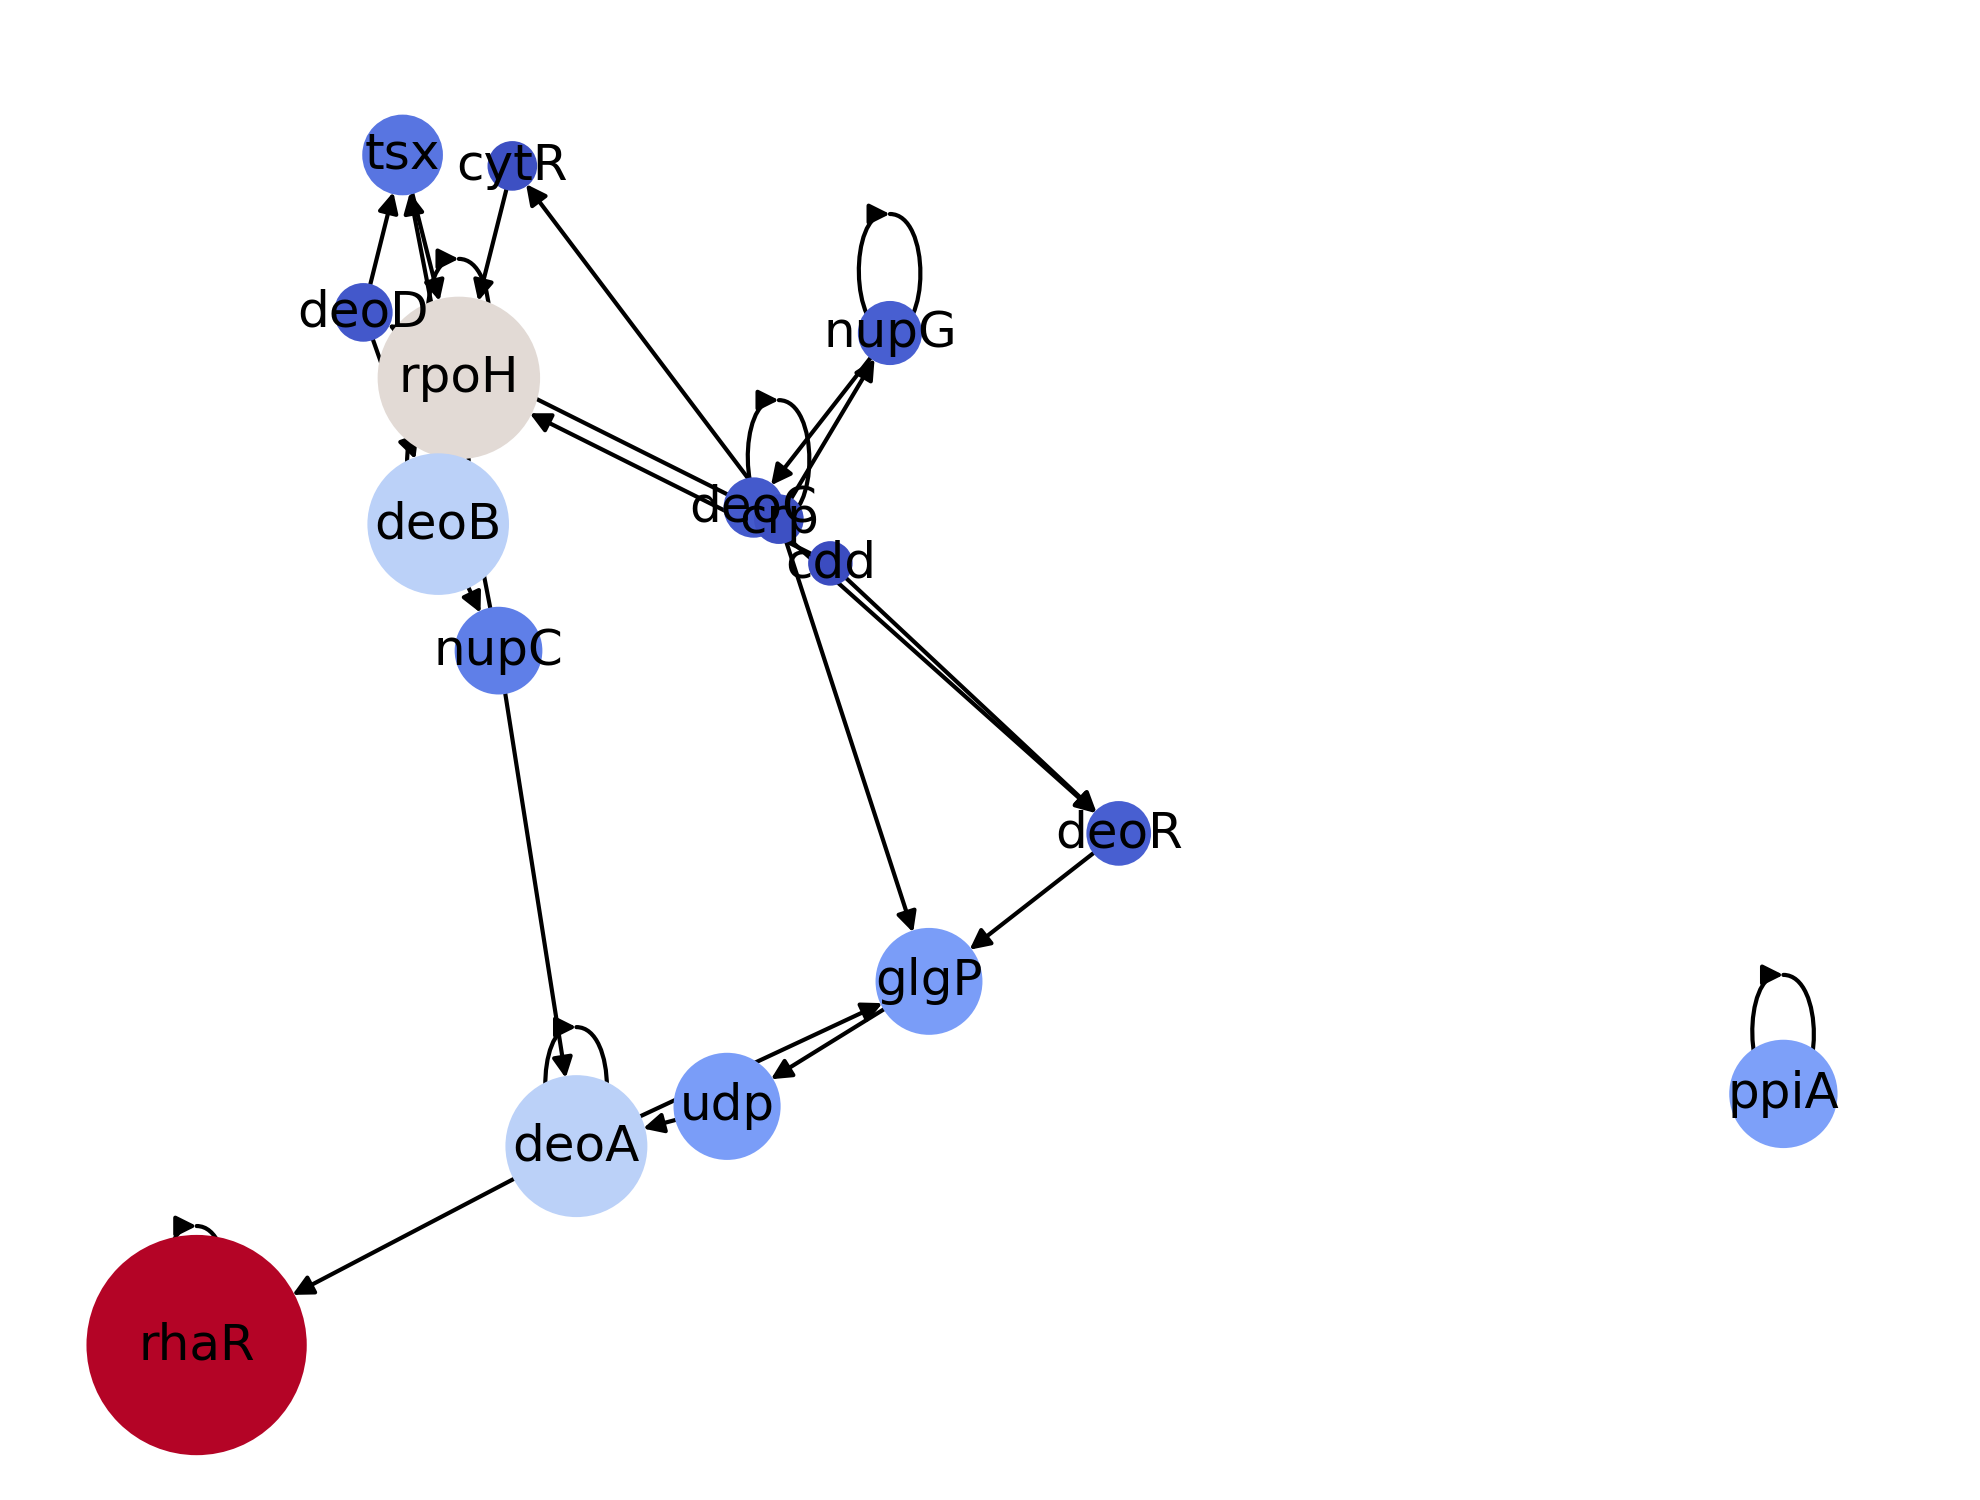 tsx
cytR
deoD
nupG
rpoH
deoC
crp
deoB
cdd
nupC
deoR
glgP
udp
ppiA
deoA
rhaR